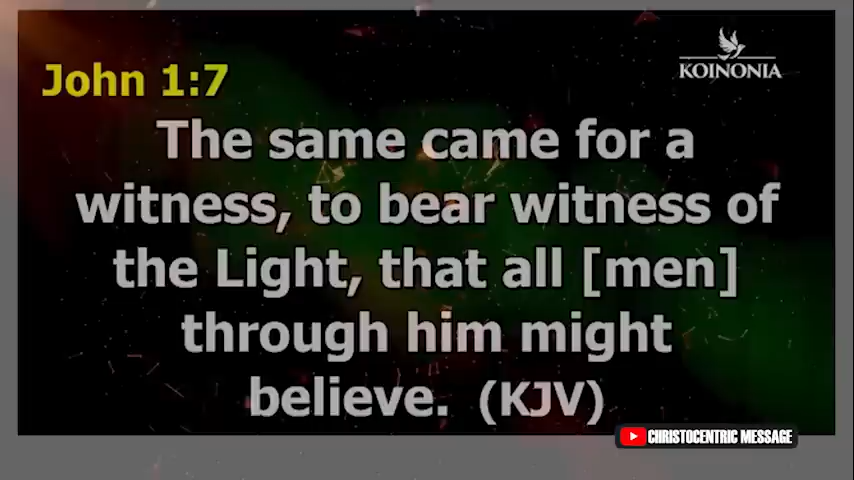 John 1:7
KOINONIA
The same came for a
witness, to bear witness of
the Light, that all [men]
through him might
believe. (KJV)
CHRISTOCENTRIC MESSAGE